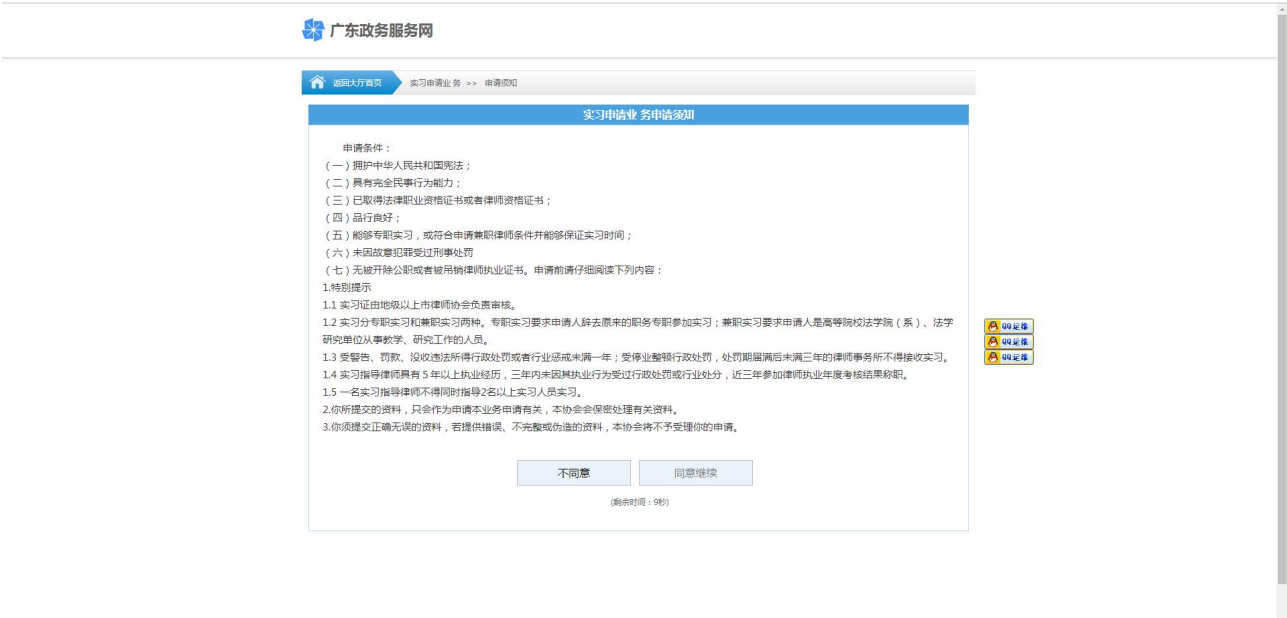 广东政务服务网
返回大厅首页 实习申请业 务 >> 申请须知
实习申请业 务申请须知
申请条件：
（一）拥护中华人民共和国宪法；
（二）具有完全民事行为能力；
（三）已取得法律职业资格证书或者律师资格证书；
（四）品行良好；
（五）能够专职实习，或符合申请兼职律师条件并能够保证实习时间；
（六）未因故意犯罪受过刑事处罚
（七）无被开除公职或者被吊销律师执业证书。申请前请仔细阅读下列内容：
1.特别提示
1.1 实习证由地级以上市律师协会负责审核。
1.2 实习分专职实习和兼职实习两种。专职实习要求申请人辞去原来的职务专职参加实习；兼职实习要求申请人是高等院校法学院（系）、法学
研究单位从事教学、研究工作的人员。
1.3 受警告、罚款、没收违法所得行政处罚或者行业惩戒未满一年；受停业整顿行政处罚，处罚期届满后未满三年的律师事务所不得接收实习。
1.4 实习指导律师具有５年以上执业经历，三年内未因其执业行为受过行政处罚或行业处分，近三年参加律师执业年度考核结果称职。
1.5 一名实习指导律师不得同时指导2名以上实习人员实习。
2.你所提交的资料，只会作为申请本业务申请有关，本协会会保密处理有关资料。
3.你须提交正确无误的资料，若提供错误、不完整或伪造的资料，本协会将不予受理你的申请。
不同意 同意继续
(剩余时间：9秒)
QQ在线
QQ在线
QQ在线